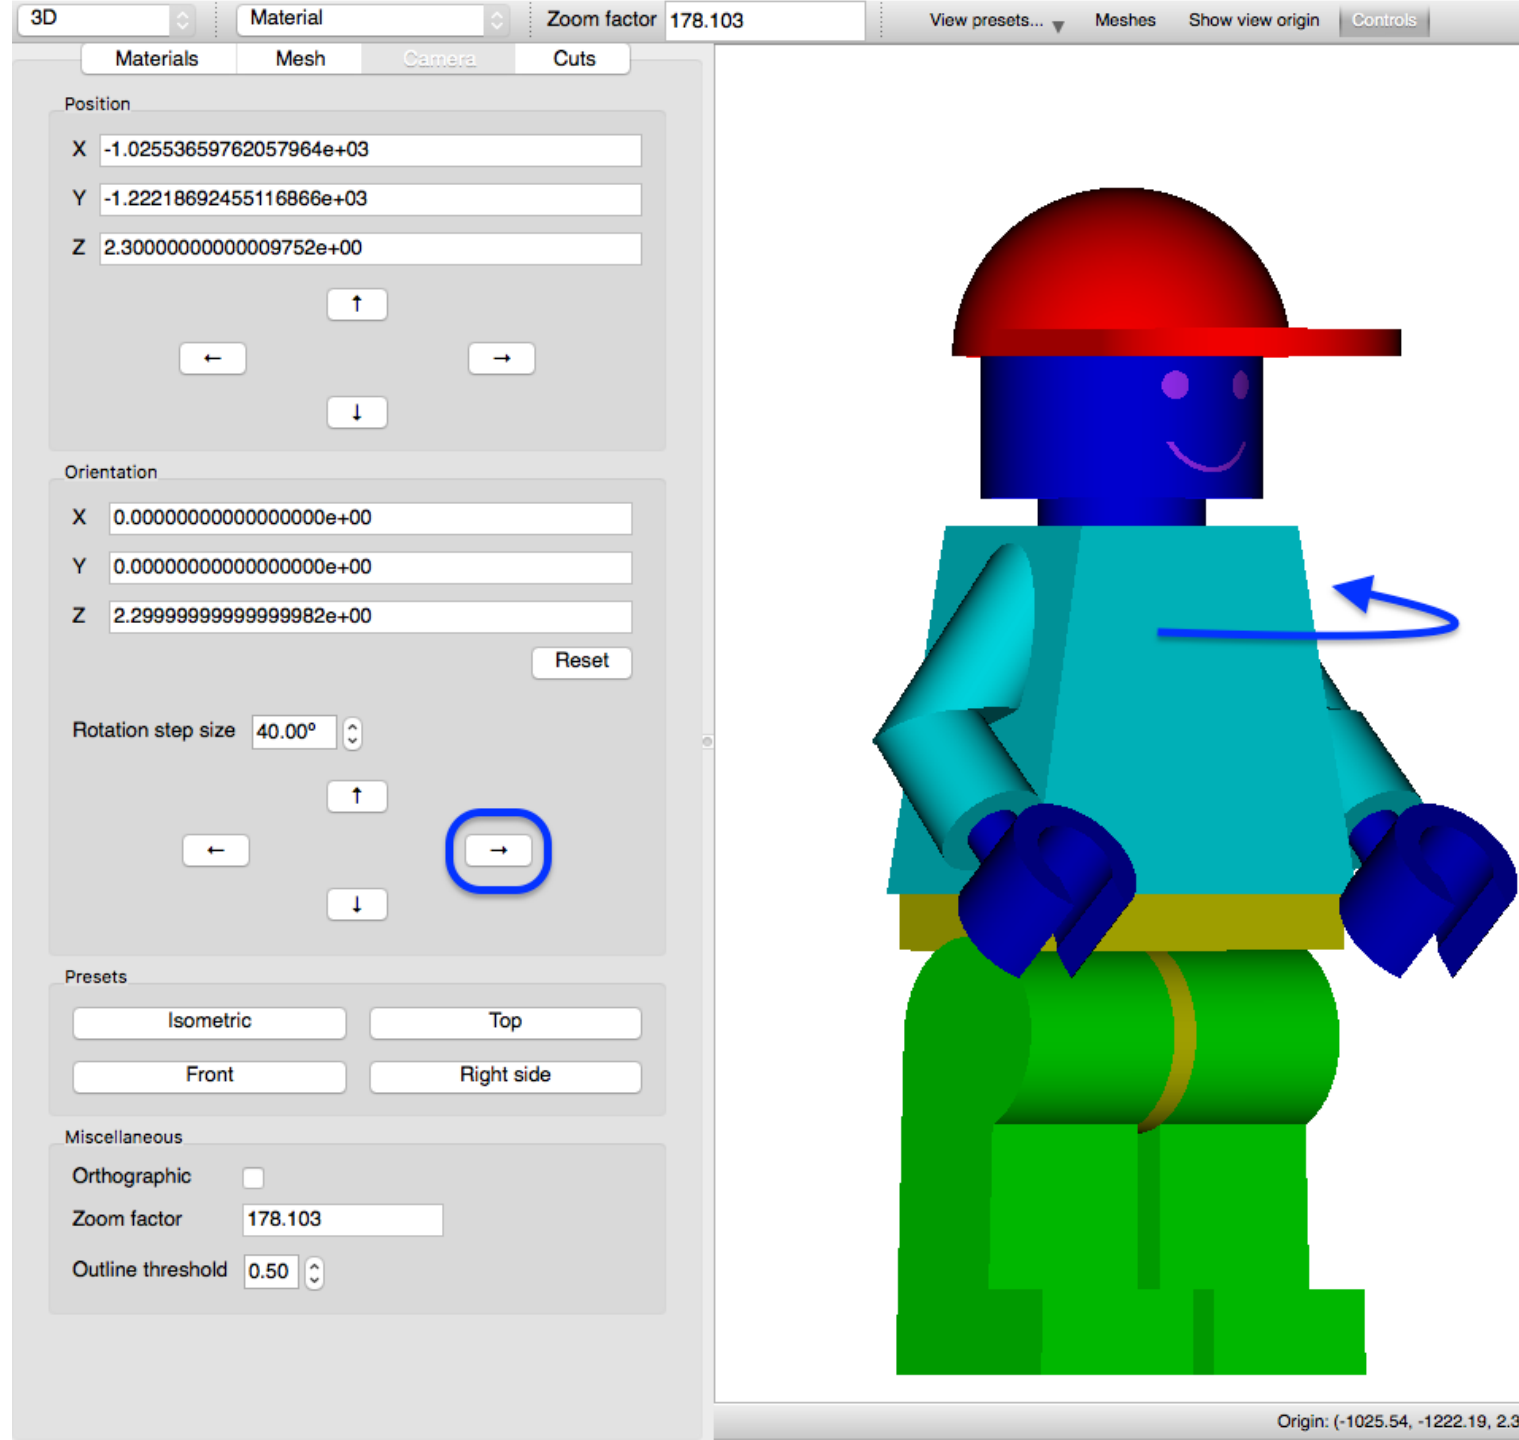 3D Material Zoom factor 178.103 View presets... Meshes Show view origin Controls
Materials Mesh Camera Cuts
Position
X -1.02553659762057964e+03
Y -1.22218692455116866e+03
Z 2.30000000000009752e+00
↑
← →
↓
Orientation
X 0.00000000000000000e+00
Y 0.00000000000000000e+00
Z 2.29999999999999982e+00
Reset
Rotation step size 40.00º
↑
← →
↓
Presets
Isometric Top
Front Right side
Miscellaneous
Orthographic
Zoom factor 178.103
Outline threshold 0.50
Origin: (-1025.54, -1222.19, 2.3